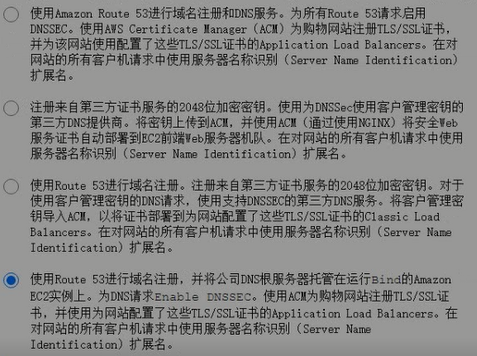 使用Amazon Route 53进行域名注册和DNS服务。为所有Route 53请求启用
DNSSEC。使用AWS Certificate Manager（ACM）为购物网站注册TLS/SSL证书，
并为该网站使用配置了这些TLS/SSL证书的Application Load Balancers。在对
网站的所有客户机请求中使用服务器名称识别（Server Name Identification）
扩展名。
注册来自第三方证书服务的2048位加密密钥。使用为DNSSec使用客户管理密钥的
第三方DNS提供商。将密钥上传到ACM，并使用ACM（通过使用NGINX）将安全Web
服务证书自动部署到EC2前端Web服务器机队。在对网站的所有客户机请求中使用
服务器名称识别（Server Name Identification）扩展名。
使用Route 53进行域名注册。注册来自第三方证书服务的2048位加密密钥。对于
使用客户管理密钥的DNS请求，使用支持DNSSEC的第三方DNS服务。将客户管理密
钥导入ACM，以将证书部署到为网站配置了这些TLS/SSL证书的Classic Load
Balancers。在对网站的所有客户机请求中使用服务器名称识别（Server Name
Identification）扩展名。
使用Route 53进行域名注册，并将公司DNS根服务器托管在运行Bind的Amazon
EC2实例上。为DNS请求Enable DNSSEC。使用ACM为购物网站注册TLS/SSL证
书，并使用为网站配置了这些TLS/SSL证书的Application Load Balancers。在
对网站的所有客户机请求中使用服务器名称识别（Server Name
Identification）扩展名。